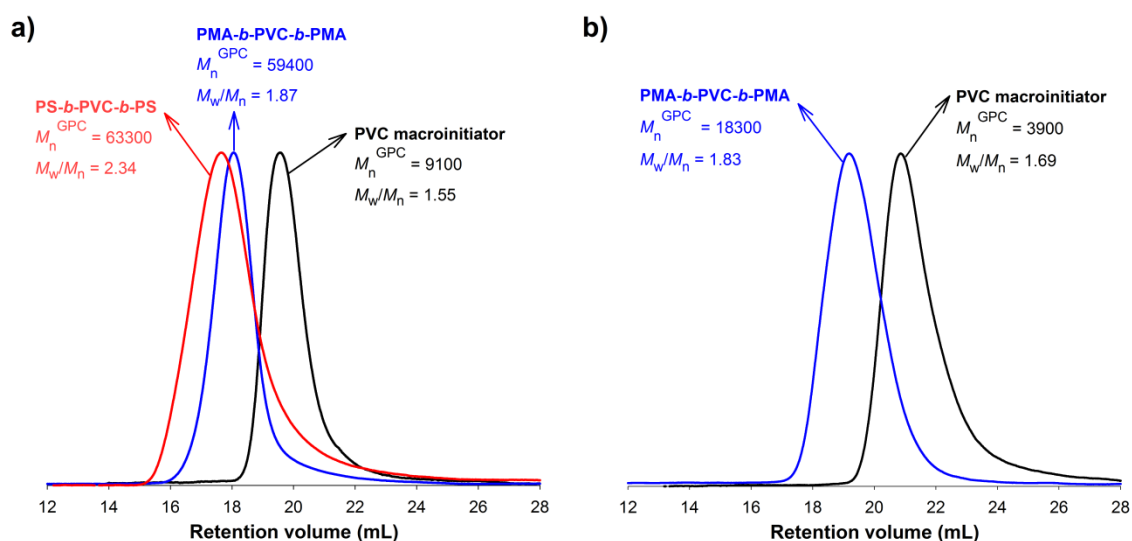 a)
PMA-b-PVC-b-PMA
Mn^GPC = 59400
Mw/Mn = 1.87
PS-b-PVC-b-PS
Mn^GPC = 63300
Mw/Mn = 2.34
PVC macroinitiator
Mn^GPC = 9100
Mw/Mn = 1.55
12 14 16 18 20 22 24 26 28
Retention volume (mL)
b)
PMA-b-PVC-b-PMA
Mn^GPC = 18300
Mw/Mn = 1.83
PVC macroinitiator
Mn^GPC = 3900
Mw/Mn = 1.69
12 14 16 18 20 22 24 26 28
Retention volume (mL)